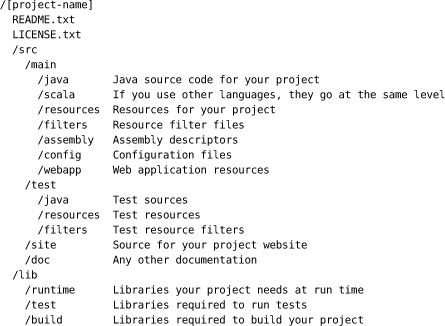 /[project-name]
  README.txt
  LICENSE.txt
  /src
    /main
      /java       Java source code for your project
      /scala      If you use other languages, they go at the same level
      /resources  Resources for your project
      /filters    Resource filter files
      /assembly   Assembly descriptors
      /config     Configuration files
      /webapp     Web application resources
    /test
      /java       Test sources
      /resources  Test resources
      /filters    Test resource filters
    /site         Source for your project website
    /doc          Any other documentation
  /lib
    /runtime      Libraries your project needs at run time
    /test         Libraries required to run tests
    /build        Libraries required to build your project